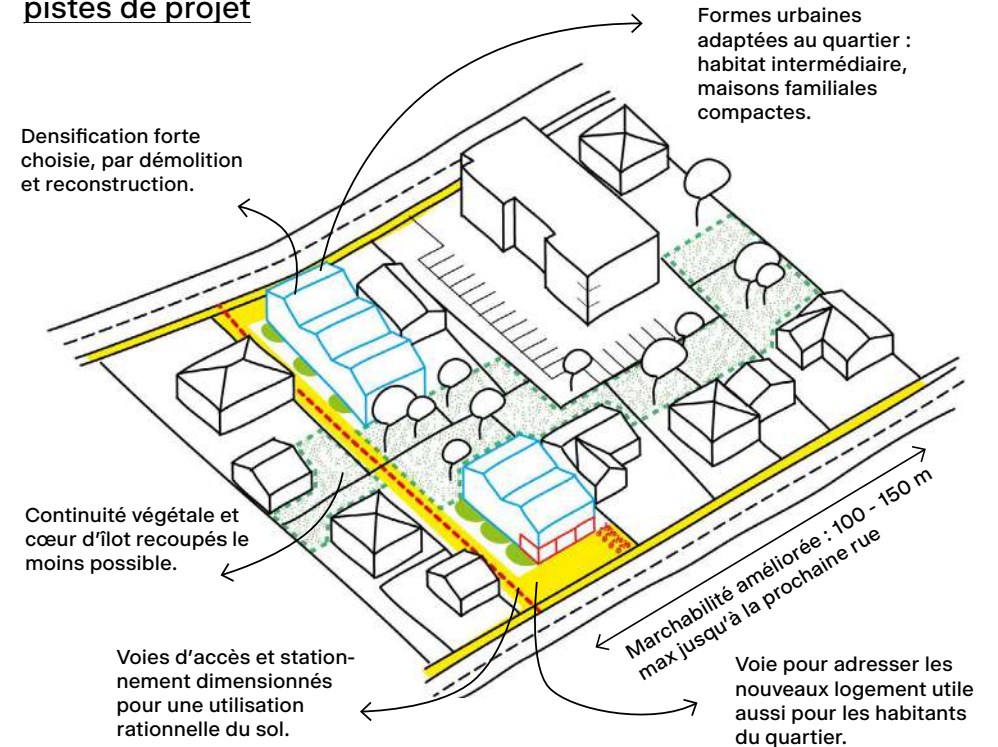 pistes de projet
Formes urbaines
adaptées au quartier :
habitat intermédiaire,
maisons familiales
compactes.
Densification forte
choisie, par démolition
et reconstruction.
Continuité végétale et
cœur d'îlot recoupés le
moins possible.
Marchabilité améliorée : 100 - 150 m
max jusqu'à la prochaine rue
Voies d'accès et station-
nement dimensionnés
pour une utilisation
rationnelle du sol.
Voie pour adresser les
nouveaux logement utile
aussi pour les habitants
du quartier.